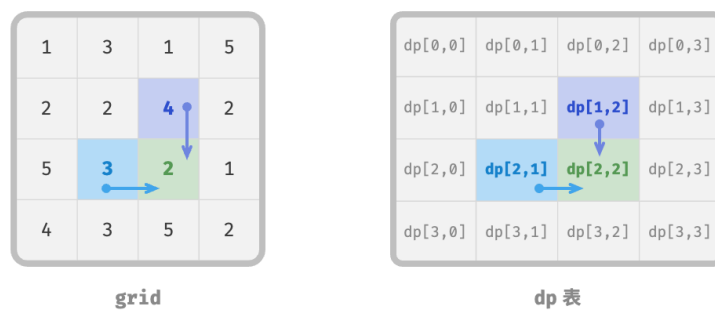 1 3 1 5
2 2 4 2
5 3 2 1
4 3 5 2
grid
dp[0,0] dp[0,1] dp[0,2] dp[0,3]
dp[1,0] dp[1,1] dp[1,2] dp[1,3]
dp[2,0] dp[2,1] dp[2,2] dp[2,3]
dp[3,0] dp[3,1] dp[3,2] dp[3,3]
dp 表